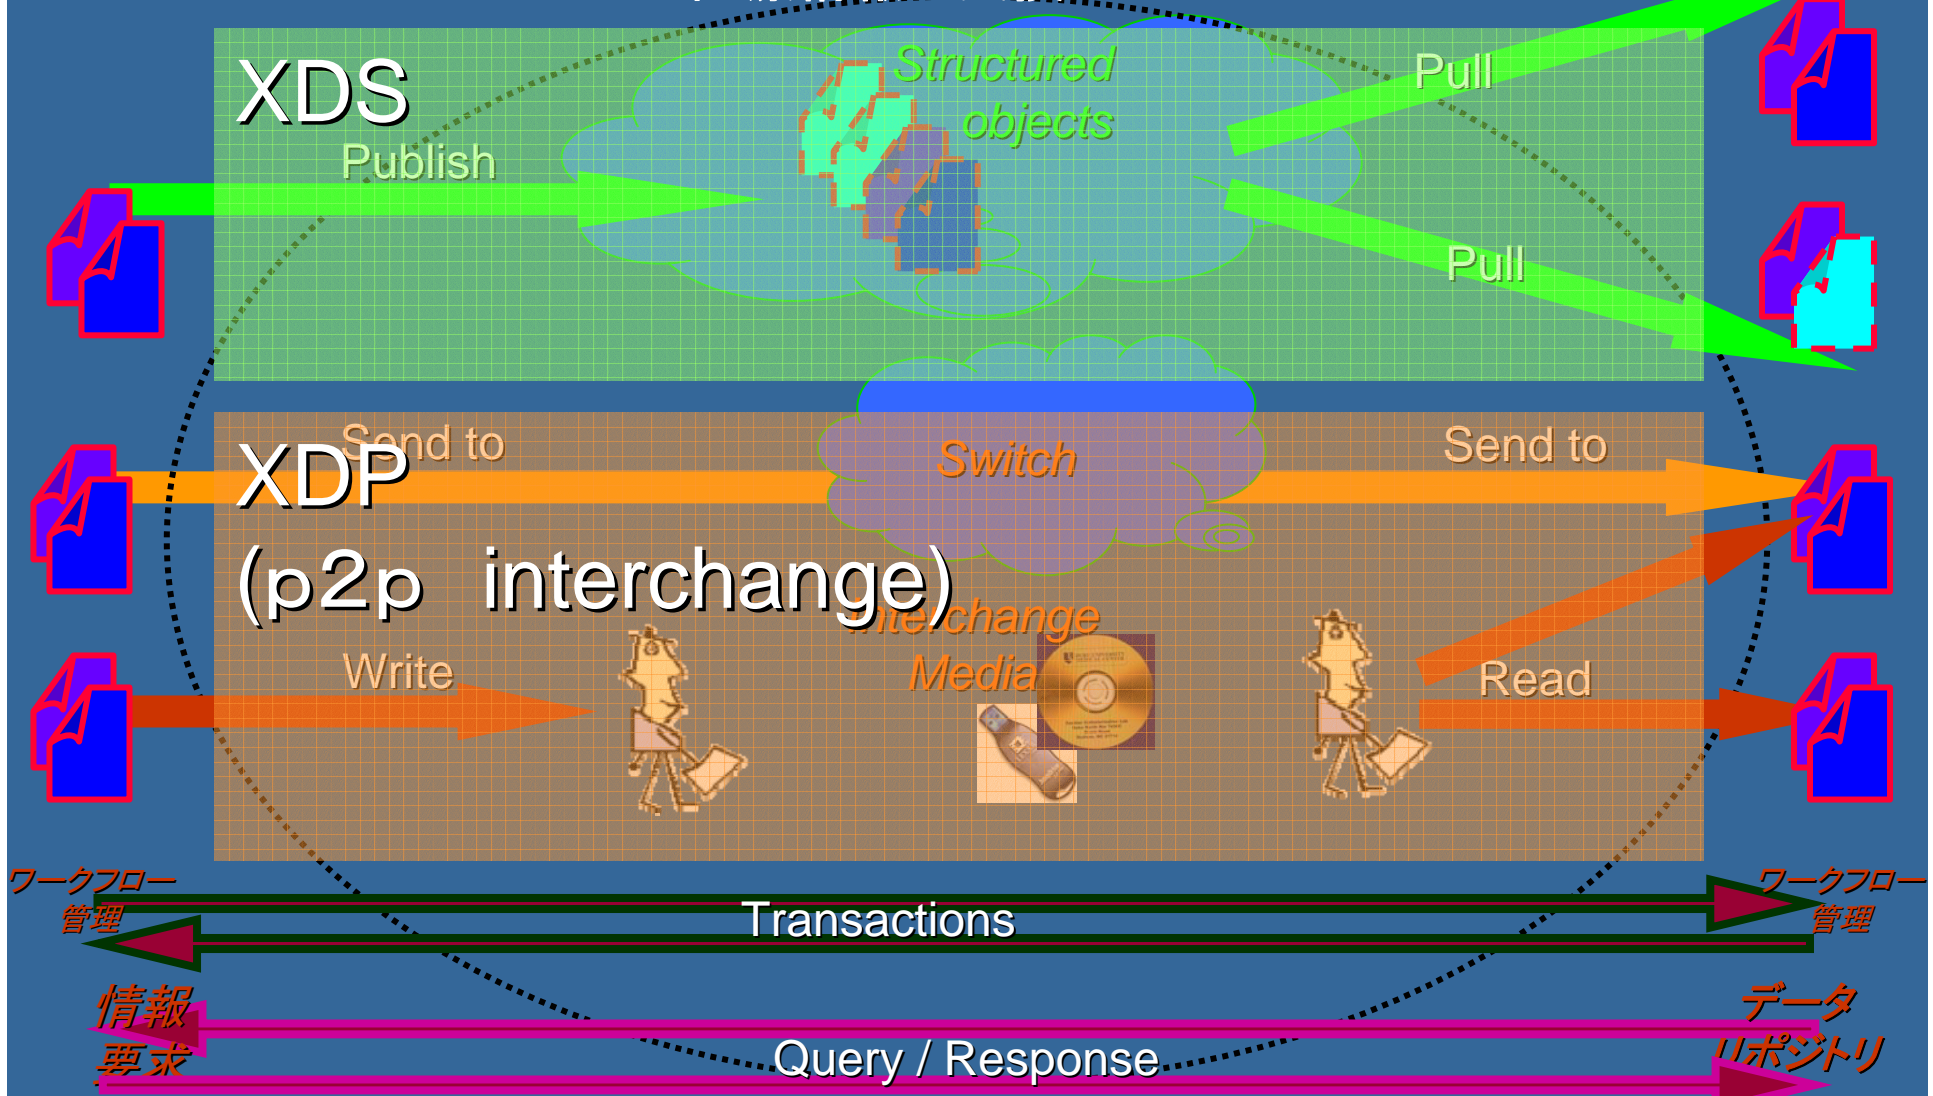 XDS
Structured
objects
Publish
Pull
Pull
Send to
XDP
Switch
Send to
(p2p interchange)
Interchange
Media
Write
Read
ワークフロー
管理
Transactions
ワークフロー
管理
情報
要求
Query / Response
データ
リポジトリ